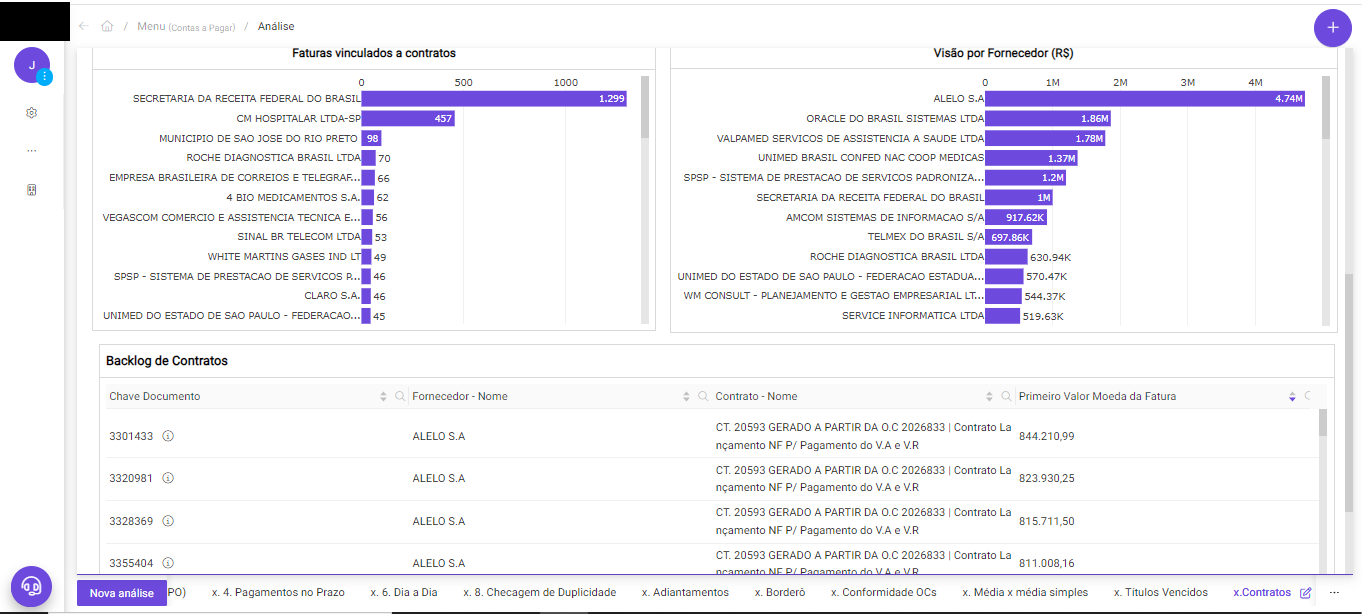 / Menu (Contas a Pagar) / Análise
J
Faturas vinculados a contratos
0 500 1000
SECRETARIA DA RECEITA FEDERAL DO BRASIL 1.299
CM HOSPITALAR LTDA-SP 457
MUNICIPIO DE SAO JOSE DO RIO PRETO 98
ROCHE DIAGNOSTICA BRASIL LTDA 70
EMPRESA BRASILEIRA DE CORREIOS E TELEGRAF... 66
4 BIO MEDICAMENTOS S.A. 62
VEGASCOM COMERCIO E ASSISTENCIA TECNICA E... 56
SINAL BR TELECOM LTDA 53
WHITE MARTINS GASES IND LT 49
SPSP - SISTEMA DE PRESTACAO DE SERVICOS P... 46
CLARO S.A. 46
UNIMED DO ESTADO DE SAO PAULO - FEDERACAO... 45
Visão por Fornecedor (R$)
0 1M 2M 3M 4M
ALELO S.A 4.74M
ORACLE DO BRASIL SISTEMAS LTDA 1.86M
VALPAMED SERVICOS DE ASSISTENCIA A SAUDE LTDA 1.78M
UNIMED BRASIL CONFED NAC COOP MEDICAS 1.37M
SPSP - SISTEMA DE PRESTACAO DE SERVICOS PADRONIZA... 1.2M
SECRETARIA DA RECEITA FEDERAL DO BRASIL 1M
AMCOM SISTEMAS DE INFORMACAO S/A 917.62K
TELMEX DO BRASIL S/A 697.86K
ROCHE DIAGNOSTICA BRASIL LTDA 630.94K
UNIMED DO ESTADO DE SAO PAULO - FEDERACAO ESTADUA... 570.47K
WM CONSULT - PLANEJAMENTO E GESTAO EMPRESARIAL LT... 544.37K
SERVICE INFORMATICA LTDA 519.63K
Backlog de Contratos
Chave Documento Fornecedor - Nome Contrato - Nome Primeiro Valor Moeda da Fatura
3301433 ALELO S.A CT. 20593 GERADO A PARTIR DA O.C 2026833 | Contrato La 844.210,99
nçamento NF P/ Pagamento do V.A e V.R
3320981 ALELO S.A CT. 20593 GERADO A PARTIR DA O.C 2026833 | Contrato La 823.930,25
nçamento NF P/ Pagamento do V.A e V.R
3328369 ALELO S.A CT. 20593 GERADO A PARTIR DA O.C 2026833 | Contrato La 815.711,50
nçamento NF P/ Pagamento do V.A e V.R
3355404 ALELO S.A CT. 20593 GERADO A PARTIR DA O.C 2026833 | Contrato La 811.008,16
nçamento NF P/ Pagamento do V.A e V.R
Nova análise PO) x. 4. Pagamentos no Prazo x. 6. Dia a Dia x. 8. Checagem de Duplicidade x. Adiantamentos x. Borderô x. Conformidade OCs x. Média x média simples x. Títulos Vencidos x.Contratos ...